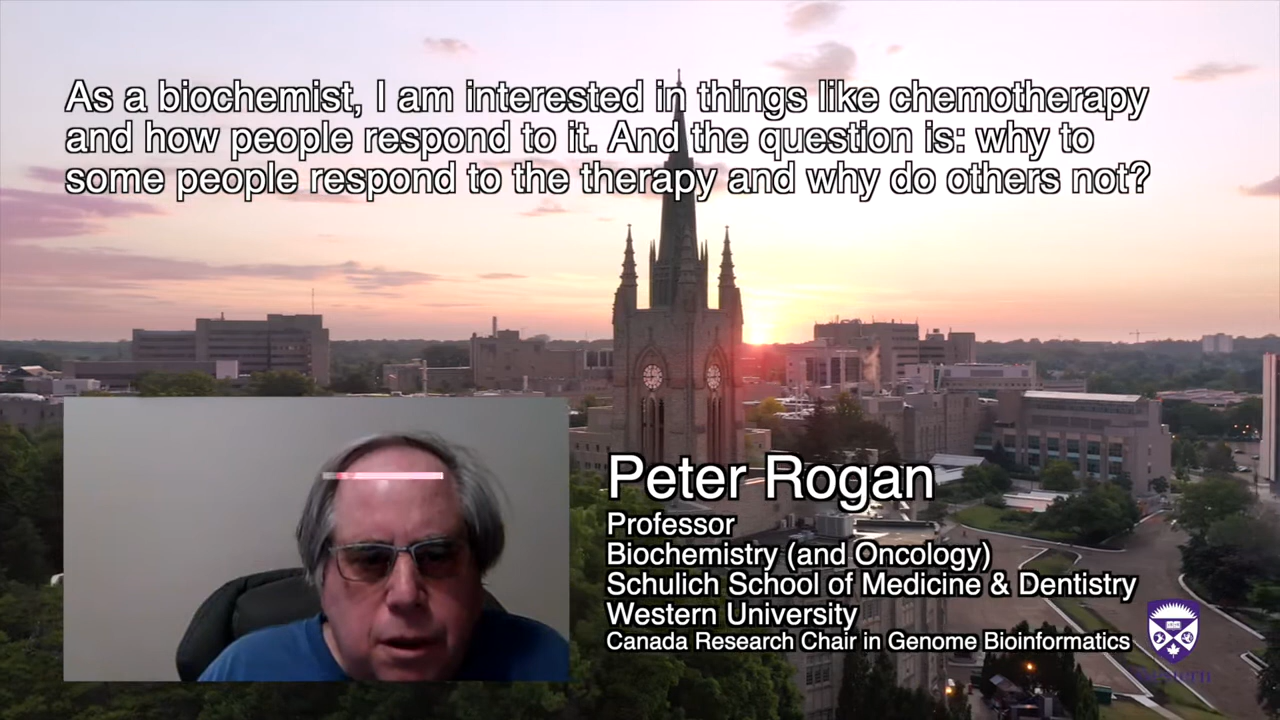 As a biochemist, I am interested in things like chemotherapy
and how people respond to it. And the question is: why to
some people respond to the therapy and why do others not?
Peter Rogan
Professor
Biochemistry (and Oncology)
Schulich School of Medicine & Dentistry
Western University
Canada Research Chair in Genome Bioinformatics
Western